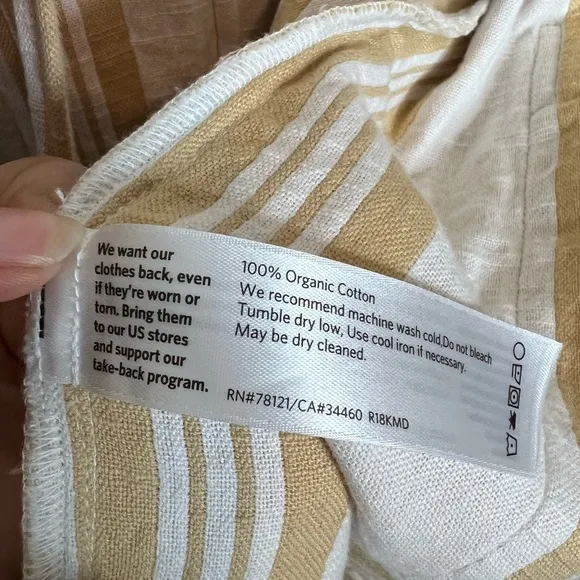 We want our
clothes back, even
if they're worn or
torn. Bring them
to our US stores
and support our
take-back program.
100% Organic Cotton
We recommend machine wash cold,Do not bleach
Tumble dry low, Use cool iron if necessary.
May be dry cleaned.
RN#78121/CA#34460 R18KMD